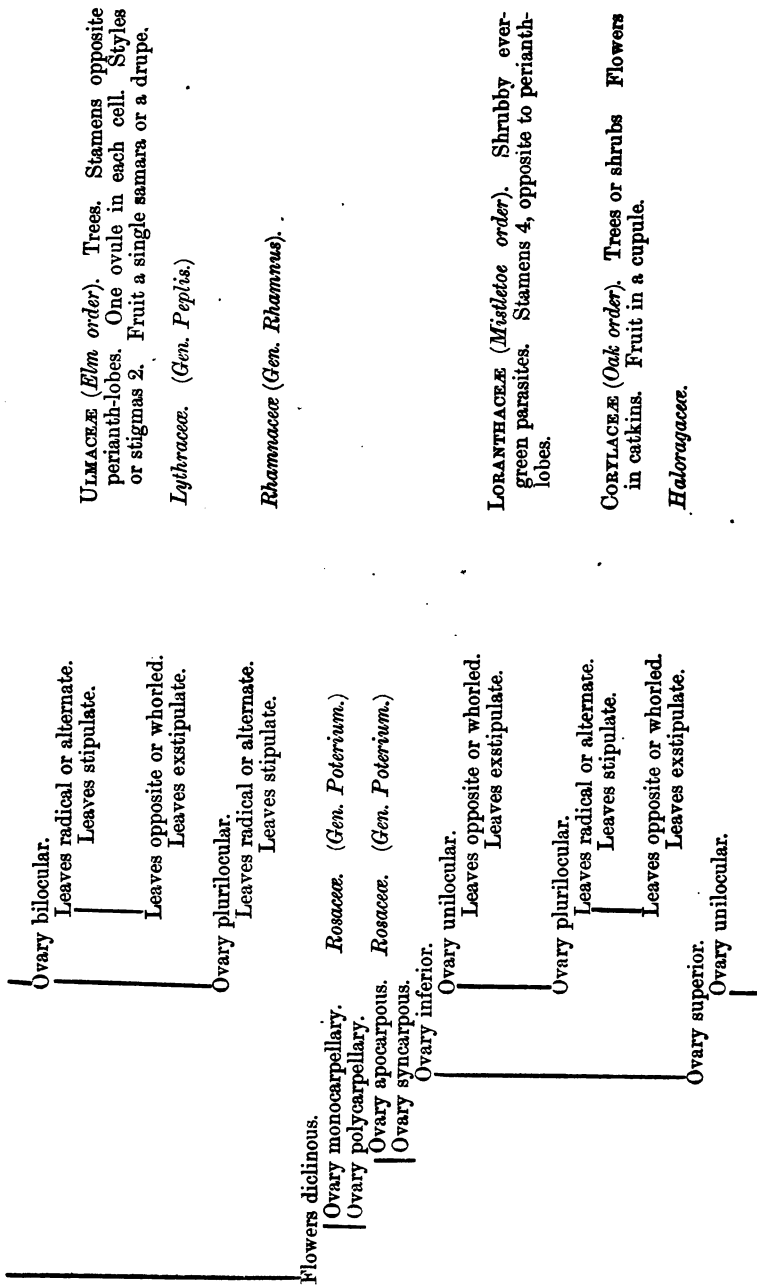 Ovary bilocular.
Leaves radical or alternate.
Leaves stipulate.
ULMACEÆ (Elm order). Trees. Stamens opposite
perianth-lobes. One ovule in each cell. Styles
or stigmas 2. Fruit a single samara or a drupe.
Leaves opposite or whorled.
Leaves exstipulate.
Lythraceæ. (Gen. Peplis.)
Ovary plurilocular.
Leaves radical or alternate.
Leaves stipulate.
Rhamnaceæ (Gen. Rhamnus).
Flowers diclinous.
Ovary monocarpellary. Rosaceæ. (Gen. Poterium.)
Ovary polycarpellary.
Ovary apocarpous. Rosaceæ. (Gen. Poterium.)
Ovary syncarpous.
Ovary inferior.
Ovary unilocular.
Leaves opposite or whorled.
Leaves exstipulate.
LORANTHACEÆ (Mistletoe order). Shrubby ever-
green parasites. Stamens 4, opposite to perianth-
lobes.
Ovary plurilocular.
Leaves radical or alternate.
Leaves stipulate.
CORYLACEÆ (Oak order). Trees or shrubs Flowers
in catkins. Fruit in a cupule.
Leaves opposite or whorled.
Leaves exstipulate.
Haloragaceæ.
Ovary superior.
Ovary unilocular.